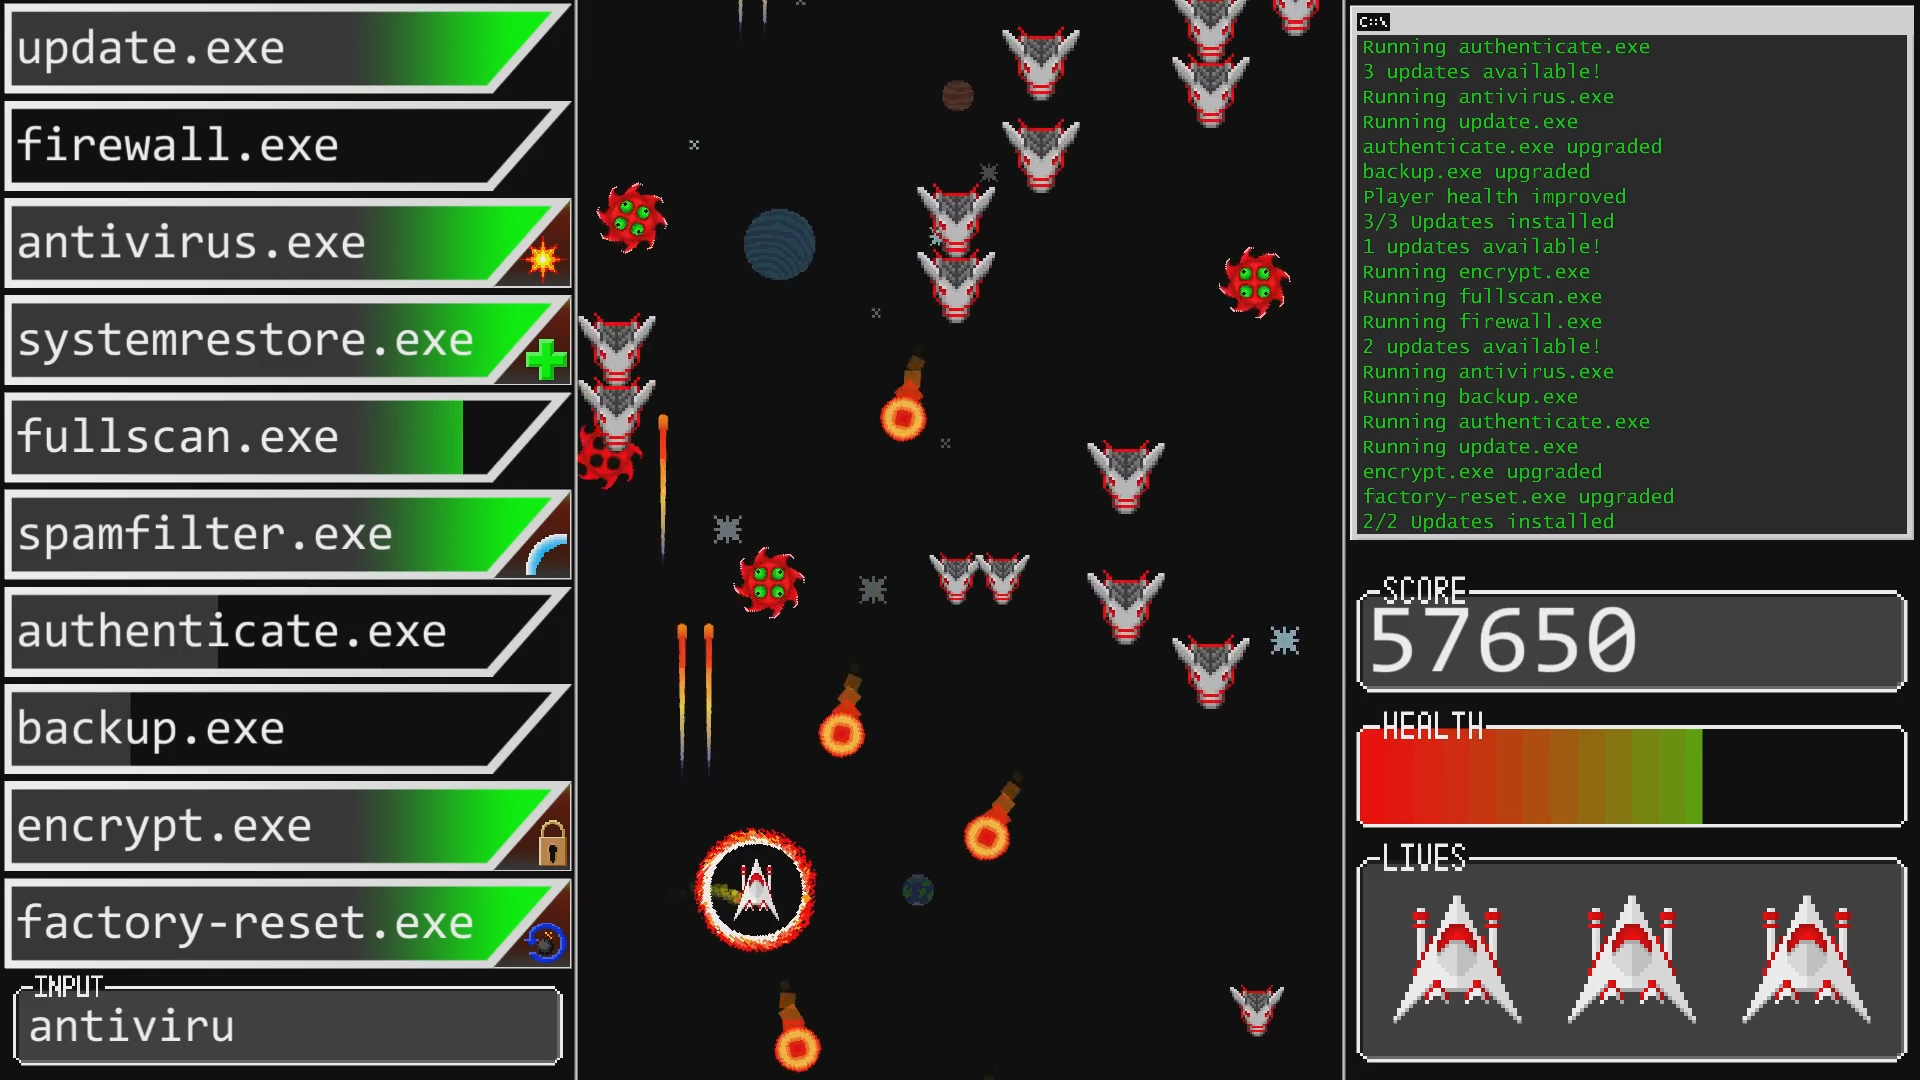 update.exe
firewall.exe
antivirus.exe
systemrestore.exe
fullscan.exe
spamfilter.exe
authenticate.exe
backup.exe
encrypt.exe
factory-reset.exe
INPUT
antiviru
C:\
Running authenticate.exe
3 updates available!
Running antivirus.exe
Running update.exe
authenticate.exe upgraded
backup.exe upgraded
Player health improved
3/3 Updates installed
1 updates available!
Running encrypt.exe
Running fullscan.exe
Running firewall.exe
2 updates available!
Running antivirus.exe
Running backup.exe
Running authenticate.exe
Running update.exe
encrypt.exe upgraded
factory-reset.exe upgraded
2/2 Updates installed
SCORE
57650
HEALTH
LIVES